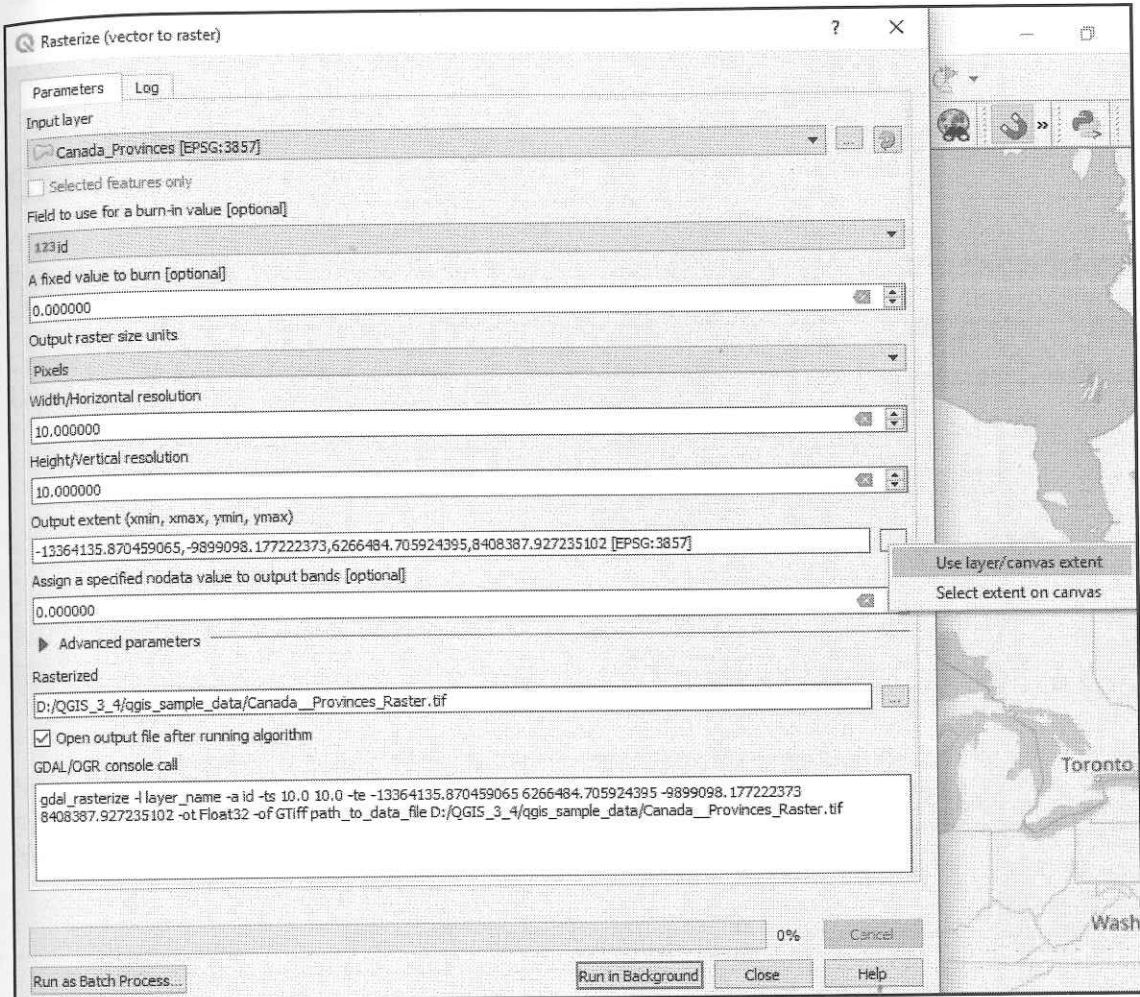 Rasterize (vector to raster)
?
Parameters
Log
Input layer
Canada_Provinces [EPSG:3857]
...
»
Selected features only
Field to use for a burn-in value [optional]
123 id
A fixed value to burn [optional]
0.000000
Output raster size units
Pixels
Width/Horizontal resolution
10.000000
Height/Vertical resolution
10.000000
Output extent (xmin, xmax, ymin, ymax)
-13364135.870459065,-9899098.177222373,6266484.705924395,8408387.927235102 [EPSG:3857]
Use layer/canvas extent
Select extent on canvas
Assign a specified nodata value to output bands [optional]
0.000000
Advanced parameters
Rasterized
D:/QGIS_3_4/qgis_sample_data/Canada__Provinces_Raster.tif
...
Open output file after running algorithm
GDAL/OGR console call
gdal_rasterize -l layer_name -a id -ts 10.0 10.0 -te -13364135.870459065 6266484.705924395 -9899098.177222373
8408387.927235102 -ot Float32 -of GTiff path_to_data_file D:/QGIS_3_4/qgis_sample_data/Canada__Provinces_Raster.tif
Toronto
Wash
0%
Cancel
Run as Batch Process...
Run in Background
Close
Help